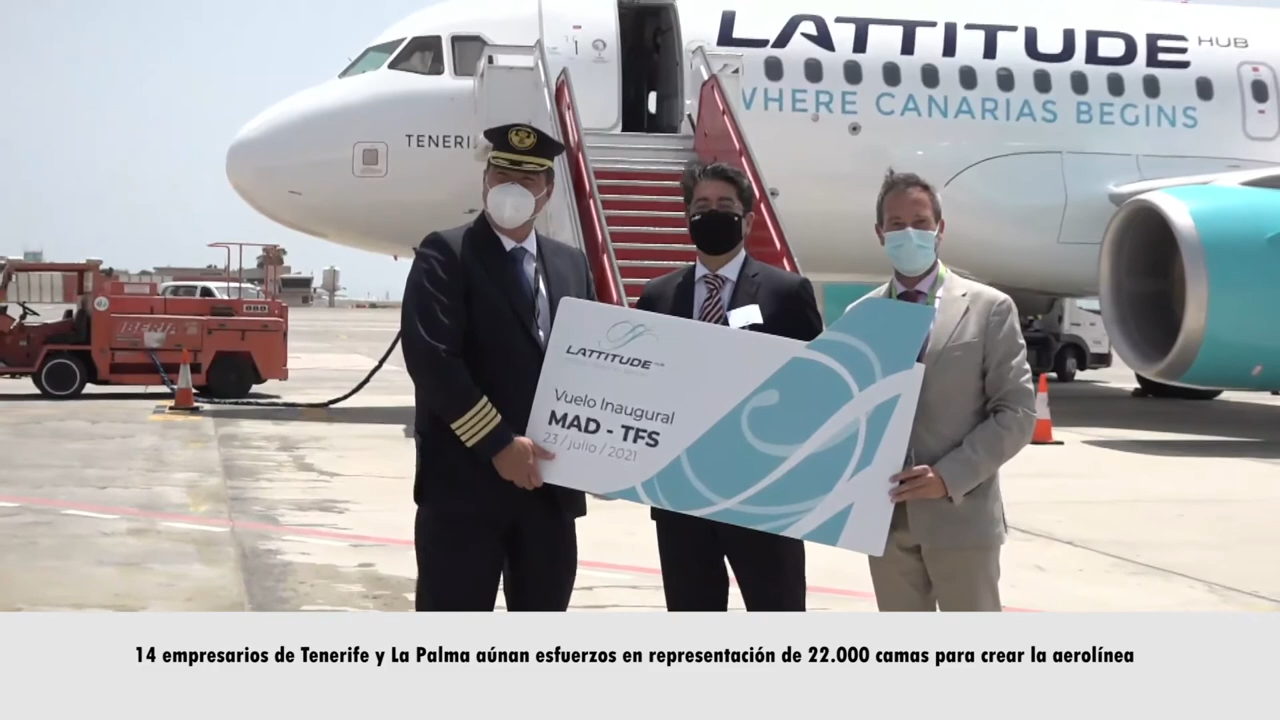 LATTITUDE HUB
WHERE CANARIAS BEGINS
TENERI
IBERIA
LATTITUDE HUB
Vuelo Inaugural
MAD - TFS
23 / julio / 2021
14 empresarios de Tenerife y La Palma aúnan esfuerzos en representación de 22.000 camas para crear la aerolínea